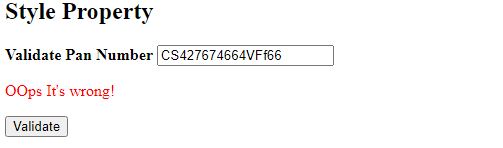 Style Property
Validate Pan Number CS427674664VFf66
OOps It's wrong!
Validate